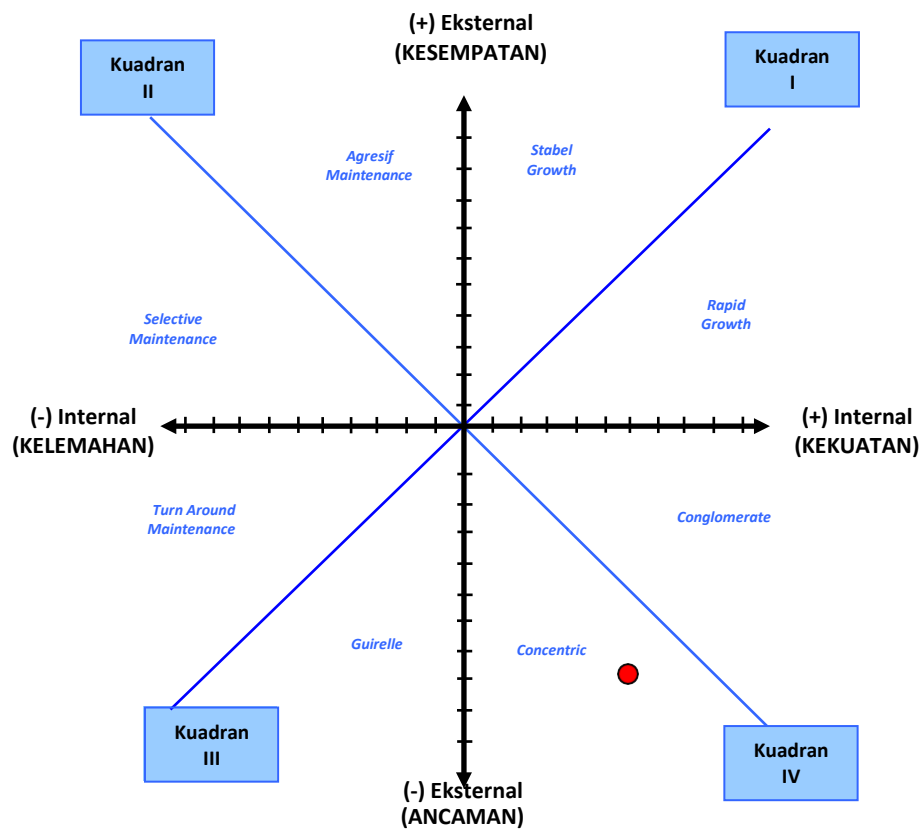 (+) Eksternal
(KESEMPATAN)
Kuadran
II
Kuadran
I
Agresif
Maintenance
Stabel
Growth
Selective
Maintenance
Rapid
Growth
(-) Internal
(KELEMAHAN)
(+) Internal
(KEKUATAN)
Turn Around
Maintenance
Conglomerate
Guirelle
Concentric
Kuadran
III
Kuadran
IV
(-) Eksternal
(ANCAMAN)